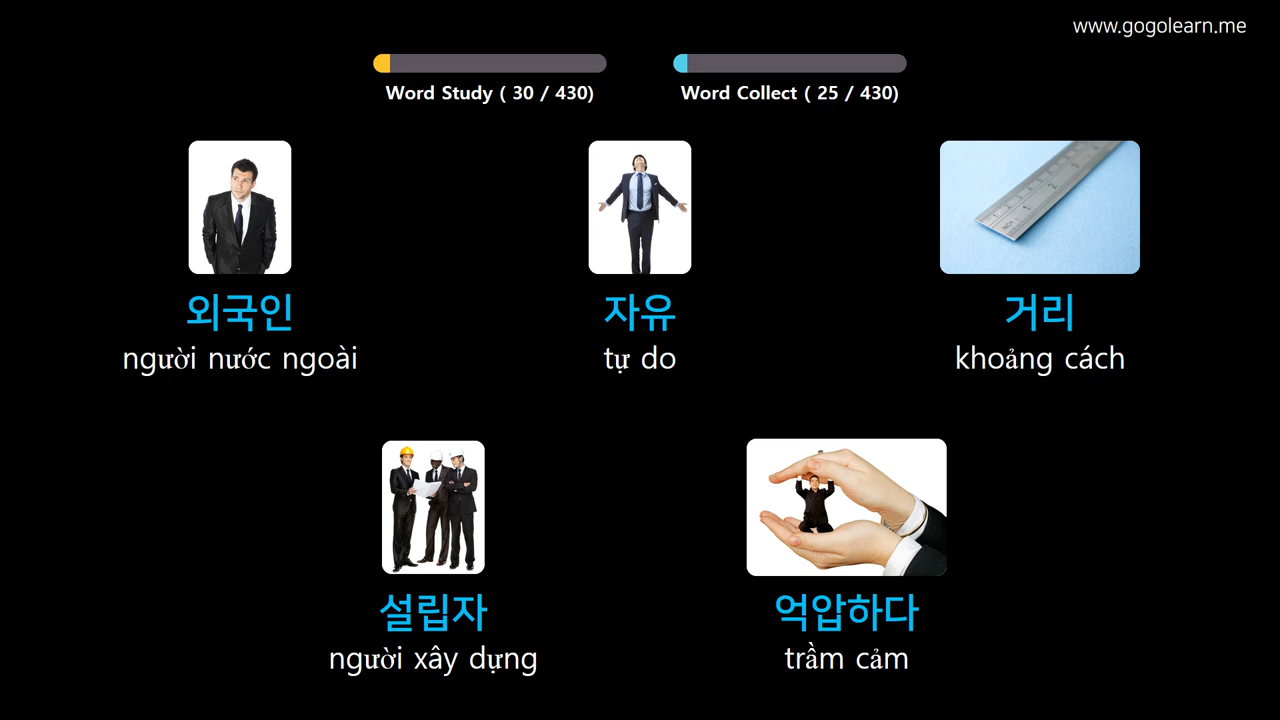 www.gogolearn.me
Word Study ( 30 / 430)
Word Collect ( 25 / 430)
외국인
người nước ngoài
자유
tự do
거리
khoảng cách
설립자
người xây dựng
억압하다
trầm cảm